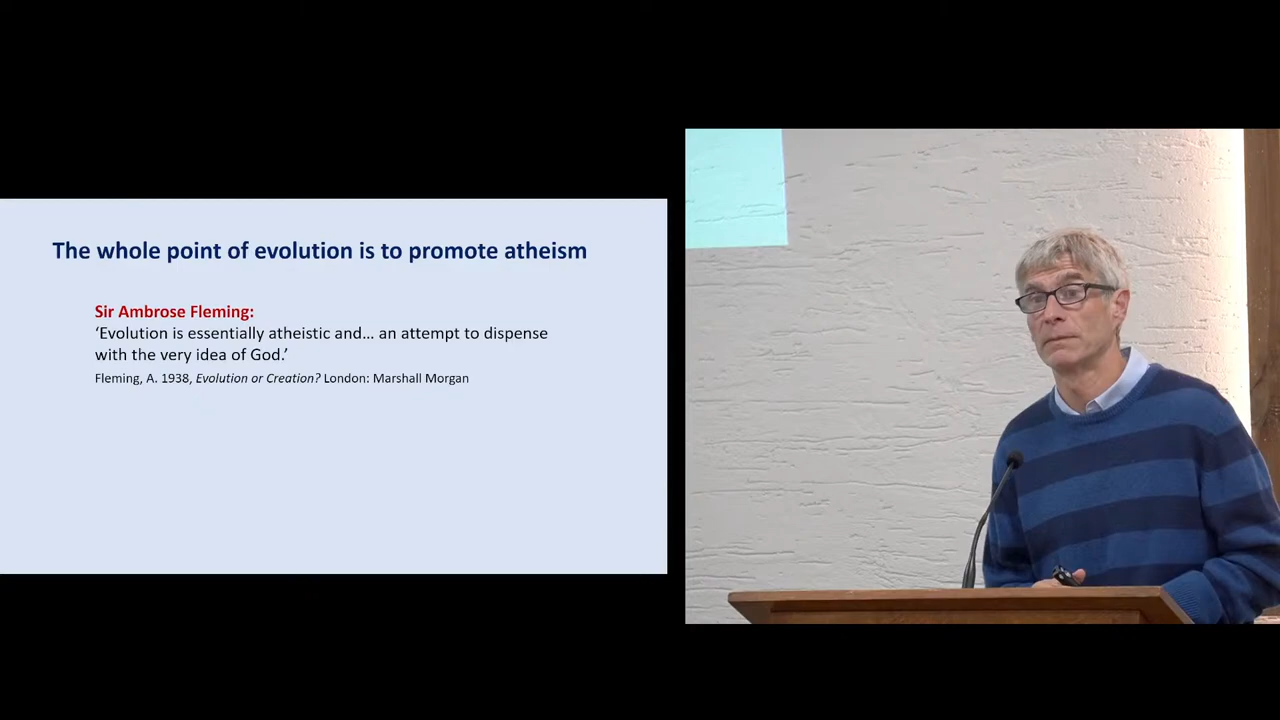 The whole point of evolution is to promote atheism
Sir Ambrose Fleming:
‘Evolution is essentially atheistic and… an attempt to dispense
with the very idea of God.’
Fleming, A. 1938, Evolution or Creation? London: Marshall Morgan